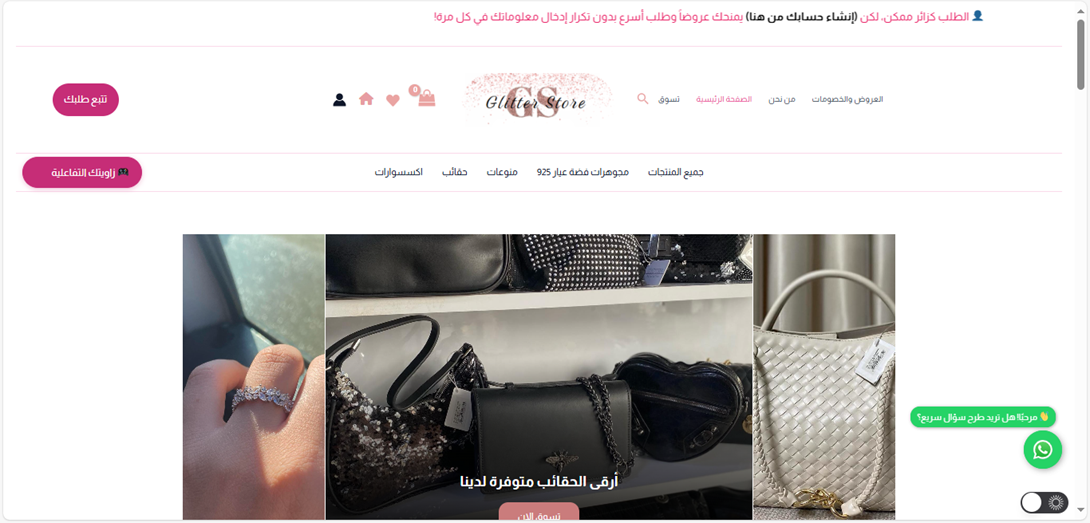 👤 الطلب كزائر ممكن، لكن (إنشاء حسابك من هنا) يمنحك عروضاً وطلب أسرع بدون تكرار إدخال معلوماتك في كل مرة!
العروض والخصومات
من نحن
الصفحة الرئيسية
تسوق
GS
Glitter Store
0
تتبع طلبك
جميع المنتجات
مجوهرات فضة عيار 925
منوعات
حقائب
اكسسوارات
زاويتك التفاعلية
أرقى الحقائب متوفرة لدينا
تسوق الان
👋 مرحبًا! هل تريد طرح سؤال سريع؟